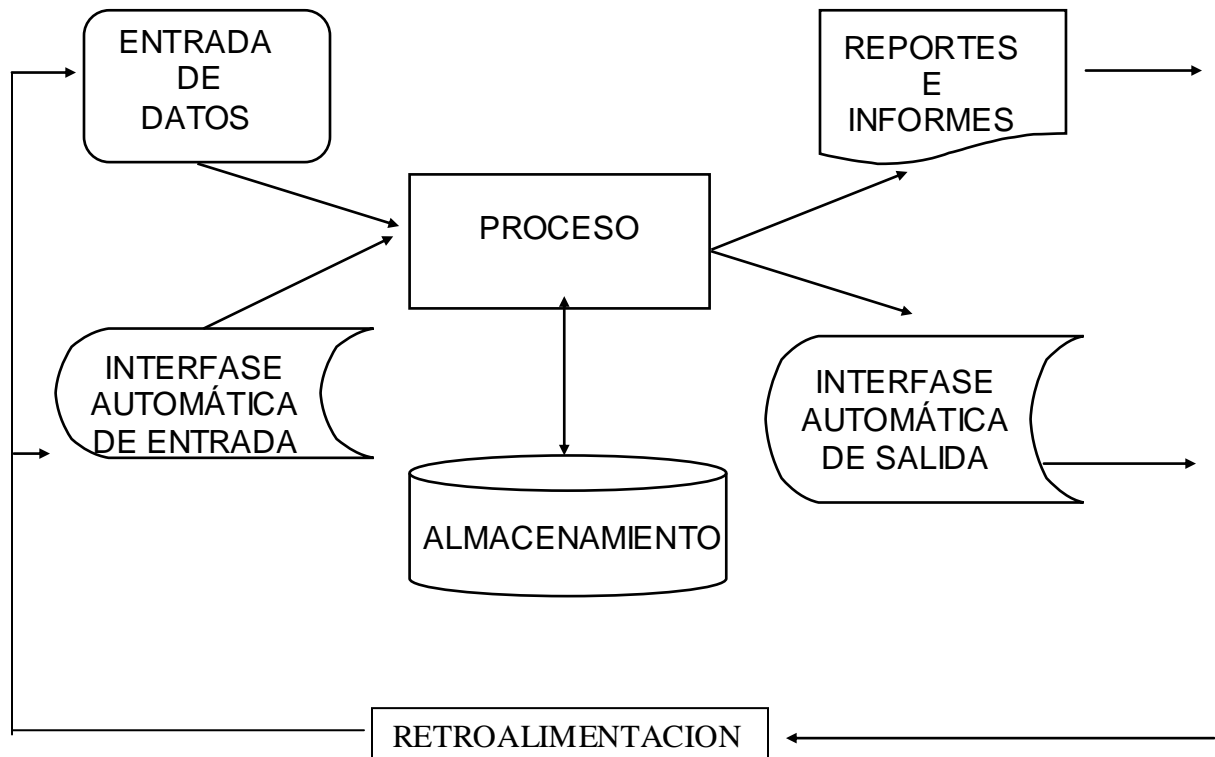 ENTRADA
DE
DATOS
REPORTES
E
INFORMES
PROCESO
INTERFASE
AUTOMÁTICA
DE ENTRADA
INTERFASE
AUTOMÁTICA
DE SALIDA
ALMACENAMIENTO
RETROALIMENTACION